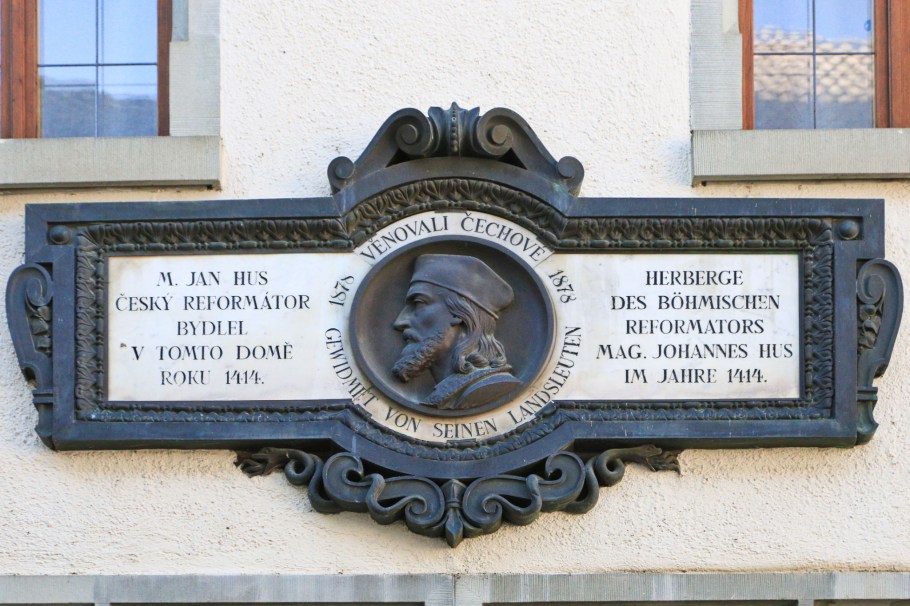 M. JAN HUS
ČESKÝ REFORMÁTOR
BYDLEL
V TOMTO DOMĚ
ROKU 1414.
VĚNOVALI ČECHOVÉ
1878
1878
GEWIDMET VON SEINEN LANDSLEUTEN
HERBERGE
DES BÖHMISCHEN
REFORMATORS
MAG. JOHANNES HUS
IM JAHRE 1414.